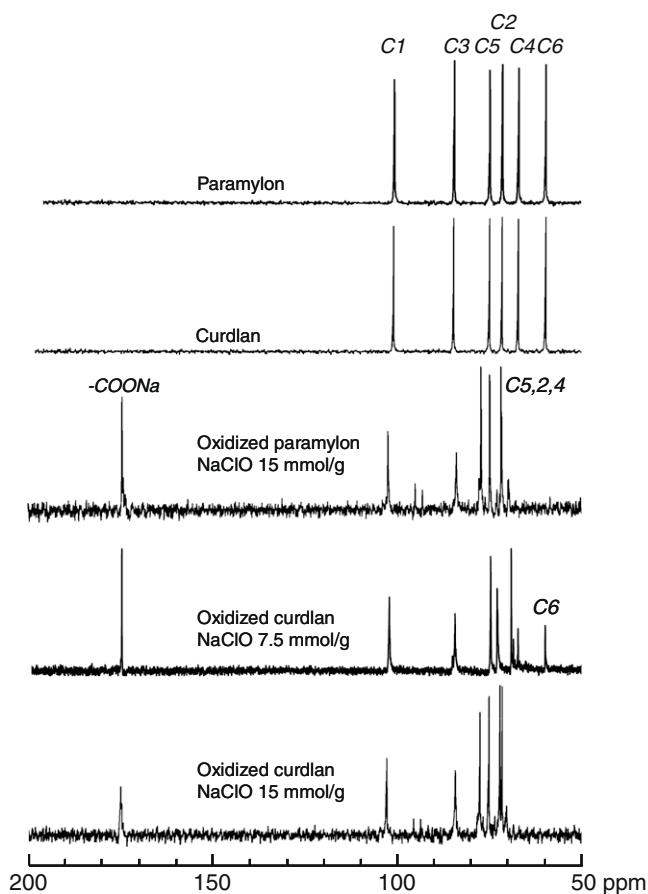 C2
C1 C3 C5 C4 C6
Paramylon
Curdlan
-COONa C5,2,4
Oxidized paramylon
NaClO 15 mmol/g
C6
Oxidized curdlan
NaClO 7.5 mmol/g
Oxidized curdlan
NaClO 15 mmol/g
200 150 100 50 ppm